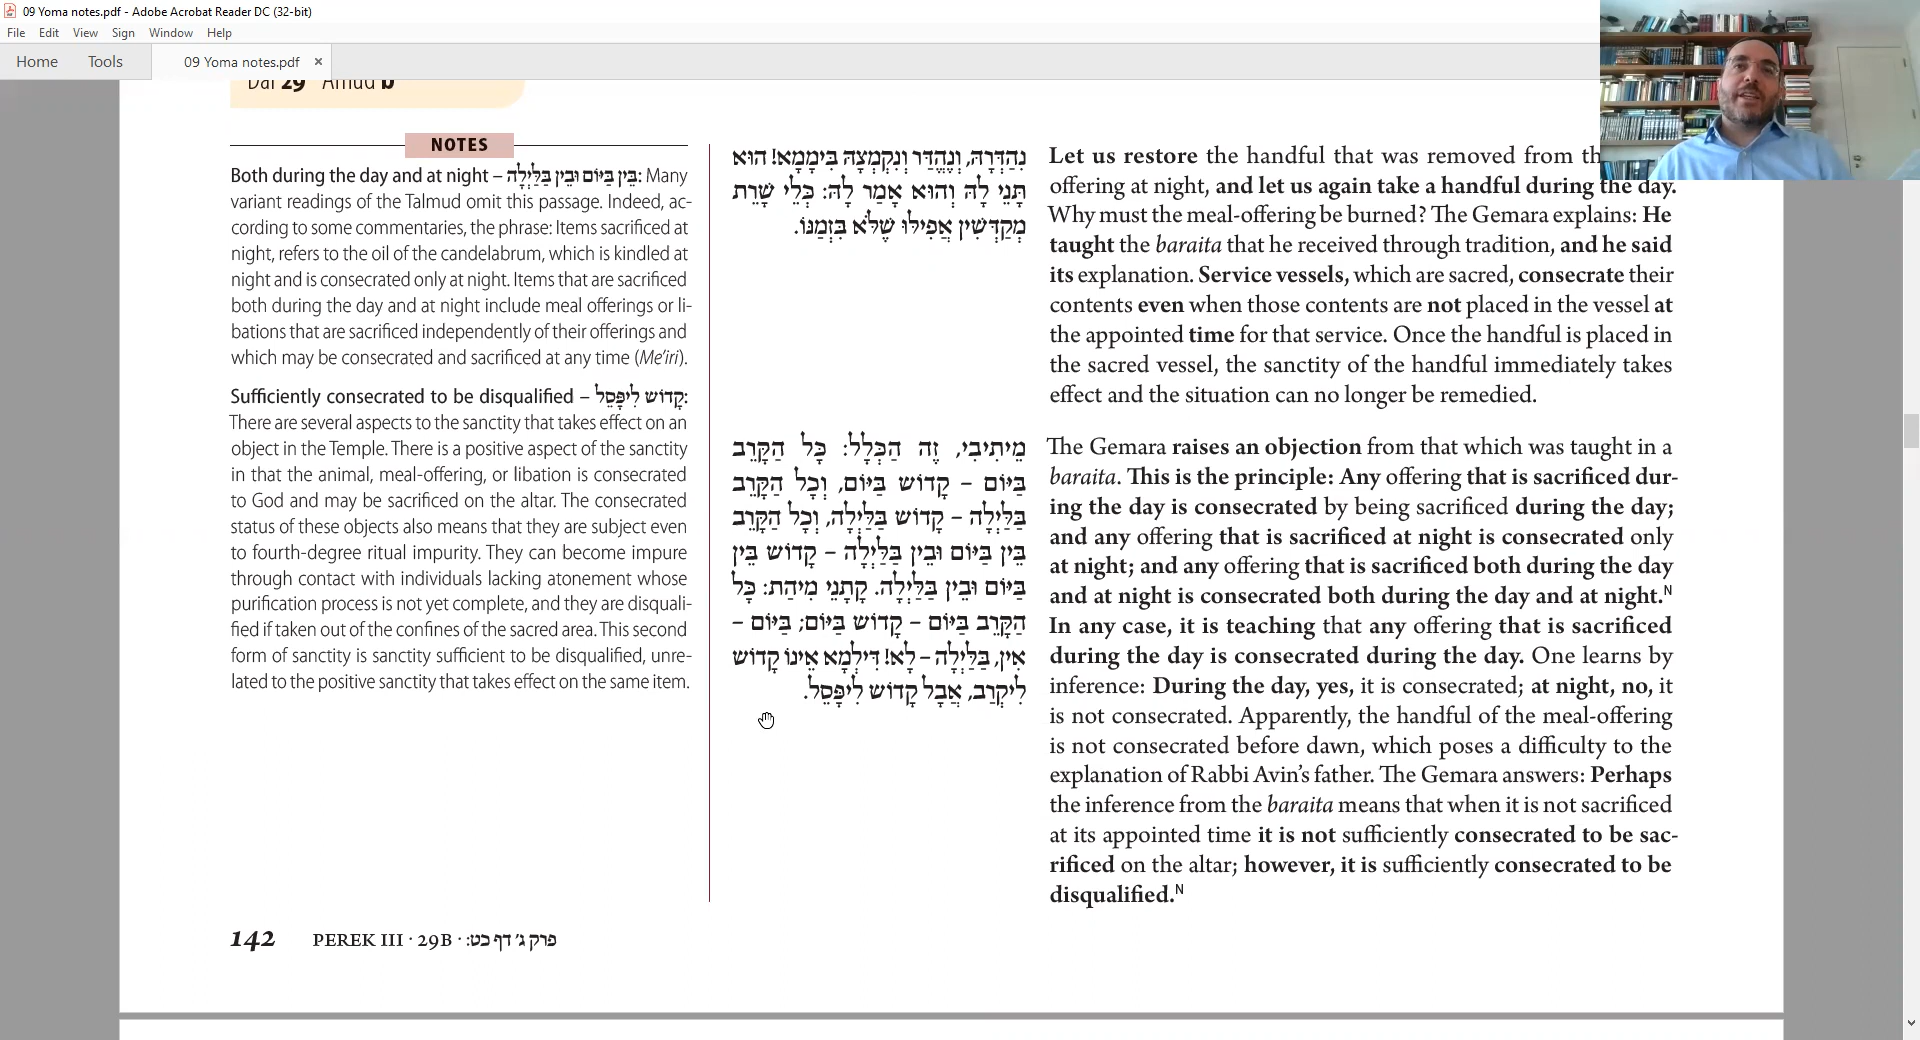 09 Yoma notes.pdf - Adobe Acrobat Reader DC (32-bit)
File Edit View Sign Window Help
Home Tools 09 Yoma notes.pdf ×
Daf 29 Amud b
NOTES
Both during the day and at night – בֵּין בַּיּוֹם וּבֵין בַּלַּיְלָה: Many
variant readings of the Talmud omit this passage. Indeed, ac-
cording to some commentaries, the phrase: Items sacrificed at
night, refers to the oil of the candelabrum, which is kindled at
night and is consecrated only at night. Items that are sacrificed
both during the day and at night include meal offerings or li-
bations that are sacrificed independently of their offerings and
which may be consecrated and sacrificed at any time (Me'iri).
Sufficiently consecrated to be disqualified – קָדוֹשׁ לִיפָּסֵל:
There are several aspects to the sanctity that takes effect on an
object in the Temple. There is a positive aspect of the sanctity
in that the animal, meal-offering, or libation is consecrated
to God and may be sacrificed on the altar. The consecrated
status of these objects also means that they are subject even
to fourth-degree ritual impurity. They can become impure
through contact with individuals lacking atonement whose
purification process is not yet complete, and they are disquali-
fied if taken out of the confines of the sacred area. This second
form of sanctity is sanctity sufficient to be disqualified, unre-
lated to the positive sanctity that takes effect on the same item.
נִהַדְּרָהּ, וְנֶהֱדַר וְנִקְמְצָהּ בִּימָמָא! הוּא
תָּנֵי לָהּ וְהוּא אָמַר לָהּ: כְּלֵי שָׁרֵת
מְקַדְּשִׁין אֲפִילּוּ שֶׁלֹּא בִּזְמַנּוֹ.
מֵיתִיבִי, זֶה הַכְּלָל: כׇּל הַקָּרֵב
בַּיּוֹם – קָדוֹשׁ בַּיּוֹם, וְכׇל הַקָּרֵב
בַּלַּיְלָה – קָדוֹשׁ בַּלַּיְלָה, וְכׇל הַקָּרֵב
בֵּין בַּיּוֹם וּבֵין בַּלַּיְלָה – קָדוֹשׁ בֵּין
בַּיּוֹם וּבֵין בַּלַּיְלָה. קָתָנֵי מִיהַת: כׇּל
הַקָּרֵב בַּיּוֹם – קָדוֹשׁ בַּיּוֹם; בַּיּוֹם –
אִין, בַּלַּיְלָה – לָא! דִּילְמָא אֵינוֹ קָדוֹשׁ
לִיקְרַב, אֲבָל קָדוֹשׁ לִיפָּסֵל.
Let us restore the handful that was removed from th
offering at night, and let us again take a handful during the day.
Why must the meal-offering be burned? The Gemara explains: He
taught the baraita that he received through tradition, and he said
its explanation. Service vessels, which are sacred, consecrate their
contents even when those contents are not placed in the vessel at
the appointed time for that service. Once the handful is placed in
the sacred vessel, the sanctity of the handful immediately takes
effect and the situation can no longer be remedied.
The Gemara raises an objection from that which was taught in a
baraita. This is the principle: Any offering that is sacrificed dur-
ing the day is consecrated by being sacrificed during the day;
and any offering that is sacrificed at night is consecrated only
at night; and any offering that is sacrificed both during the day
and at night is consecrated both during the day and at night.N
In any case, it is teaching that any offering that is sacrificed
during the day is consecrated during the day. One learns by
inference: During the day, yes, it is consecrated; at night, no, it
is not consecrated. Apparently, the handful of the meal-offering
is not consecrated before dawn, which poses a difficulty to the
explanation of Rabbi Avin's father. The Gemara answers: Perhaps
the inference from the baraita means that when it is not sacrificed
at its appointed time it is not sufficiently consecrated to be sac-
rificed on the altar; however, it is sufficiently consecrated to be
disqualified.N
142 PEREK III · 29B · פרק ג׳ דף כט: